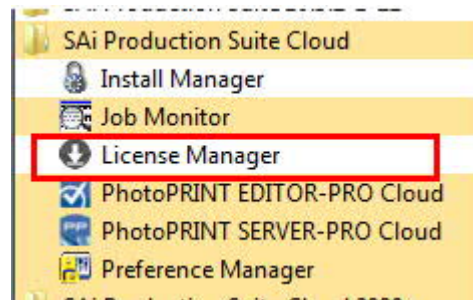 SAi Production Suite Cloud
Install Manager
Job Monitor
License Manager
PhotoPRINT EDITOR-PRO Cloud
PhotoPRINT SERVER-PRO Cloud
Preference Manager